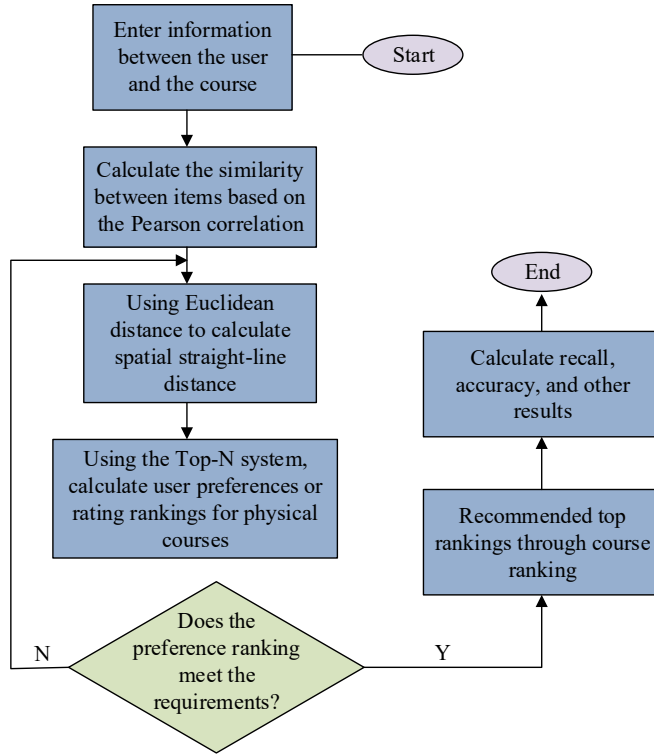 Enter information
between the user
and the course
Start
Calculate the similarity
between items based on
the Pearson correlation
Using Euclidean
distance to calculate
spatial straight-line
distance
Using the Top-N system,
calculate user preferences or
rating rankings for physical
courses
Does the
preference ranking
meet the
requirements?
N
Y
Recommended top
rankings through course
ranking
Calculate recall,
accuracy, and other
results
End